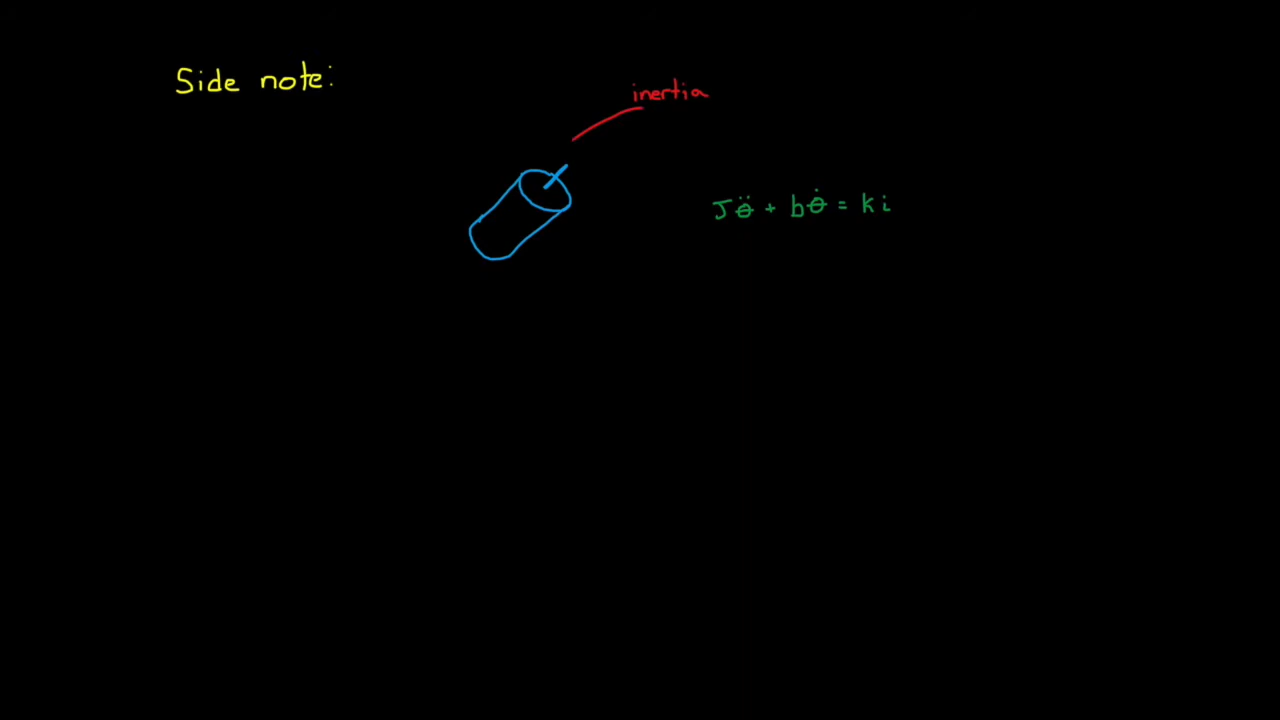 Side note:
inertia
Jθ̈ + bθ̇ = ki